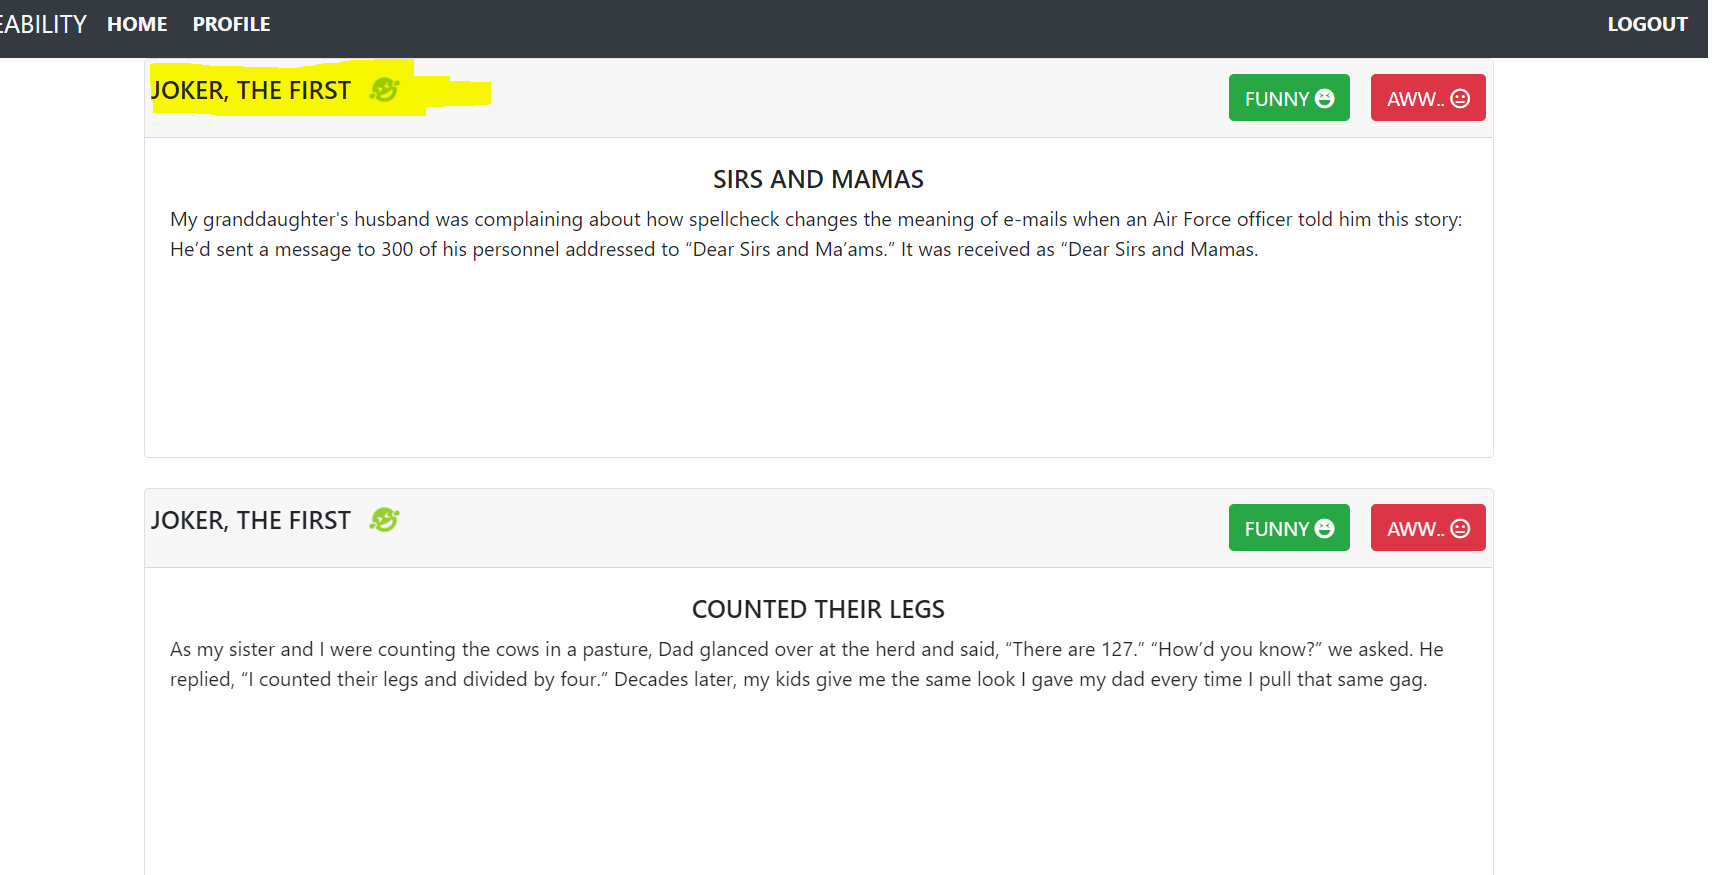 EABILITY HOME PROFILE LOGOUT
JOKER, THE FIRST FUNNY AWW..
SIRS AND MAMAS
My granddaughter's husband was complaining about how spellcheck changes the meaning of e-mails when an Air Force officer told him this story:
He’d sent a message to 300 of his personnel addressed to “Dear Sirs and Ma’ams.” It was received as “Dear Sirs and Mamas.
JOKER, THE FIRST FUNNY AWW..
COUNTED THEIR LEGS
As my sister and I were counting the cows in a pasture, Dad glanced over at the herd and said, “There are 127.” “How’d you know?” we asked. He
replied, “I counted their legs and divided by four.” Decades later, my kids give me the same look I gave my dad every time I pull that same gag.